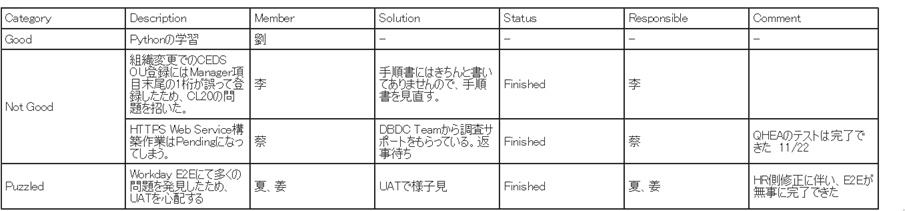 Category Description Member Solution Status Responsible Comment
Good Pythonの学習 劉 - - - -
Not Good
組織変更でのCEDS
OU登録にはManager項
目末尾の1桁が誤って登
録したため、CL20の問
題を招いた。
李
手順書にはきちんと書い
てありませんので、手順
書を見直す。
Finished
李
HTTPS Web Service構
築作業はPendingになっ
てしまう。
蔡
DBDC Teamから調査サ
ポートをもらっている。返
事待ち
Finished
蔡
QHEAのテストは完了で
きた 11/22
Puzzled
Workday E2Eにて多くの
問題を発見したため、
UATを心配する
夏、姜
UATで様子見
Finished
夏、姜
HR側修正に伴い、E2Eが
無事に完了できた